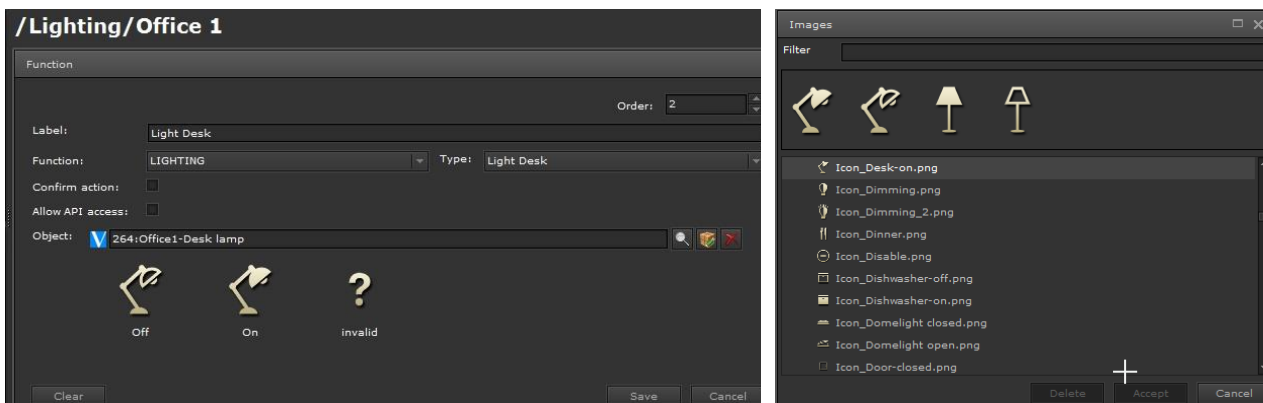 /Lighting/Office 1
Function
Order: 2
Label: Light Desk
Function: LIGHTING Type: Light Desk
Confirm action:
Allow API access:
Object: 264:Office1-Desk lamp
?
Off On invalid
Clear Save Cancel
Images
Filter
Icon_Desk-on.png
Icon_Dimming.png
Icon_Dimming_2.png
Icon_Dinner.png
Icon_Disable.png
Icon_Dishwasher-off.png
Icon_Dishwasher-on.png
Icon_Domelight closed.png
Icon_Domelight open.png
Icon_Door-closed.png
Delete Accept Cancel